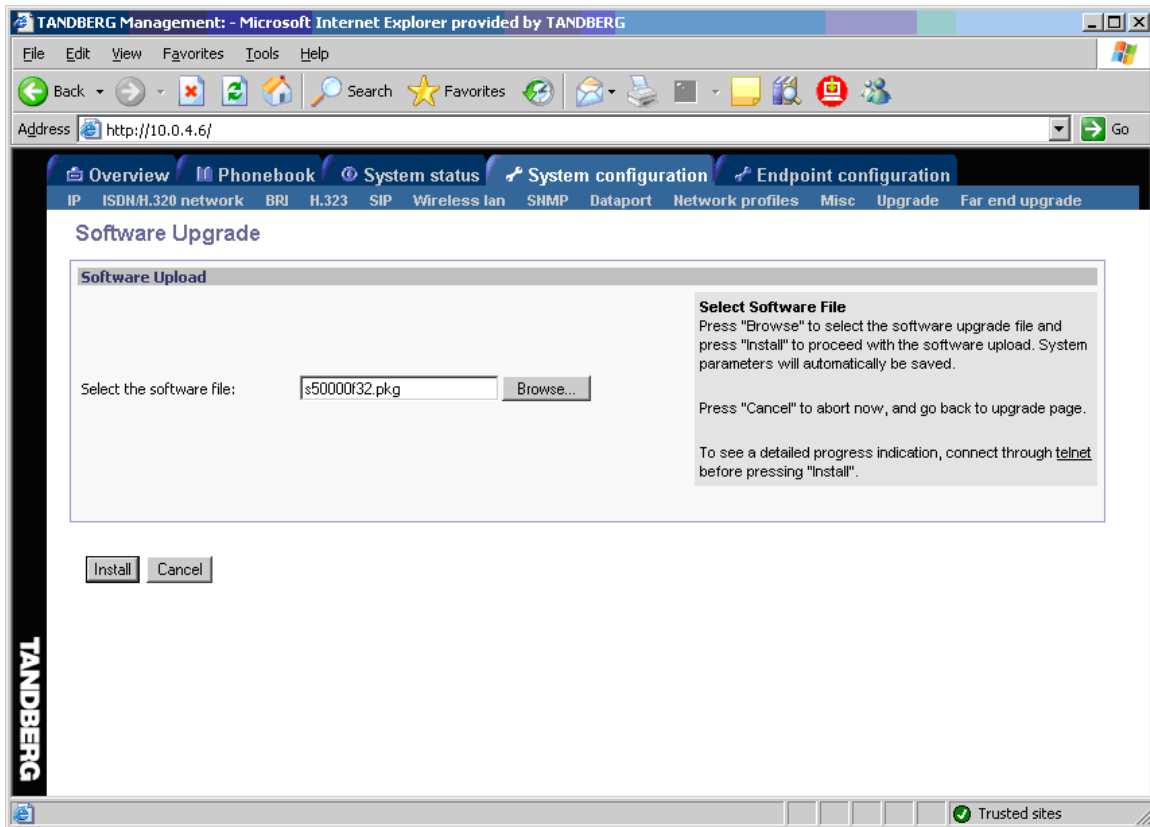 TANDBERG Management: - Microsoft Internet Explorer provided by TANDBERG
File Edit View Favorites Tools Help
Back Search Favorites
Address http://10.0.4.6/ Go
Overview Phonebook System status System configuration Endpoint configuration
IP ISDN/H.320 network BRI H.323 SIP Wireless lan SNMP Dataport Network profiles Misc Upgrade Far end upgrade
Software Upgrade
Software Upload
Select the software file: s50000f32.pkg Browse...
Select Software File
Press "Browse" to select the software upgrade file and
press "Install" to proceed with the software upload. System
parameters will automatically be saved.
Press "Cancel" to abort now, and go back to upgrade page.
To see a detailed progress indication, connect through telnet
before pressing "Install".
Install Cancel
TANDBERG
Trusted sites